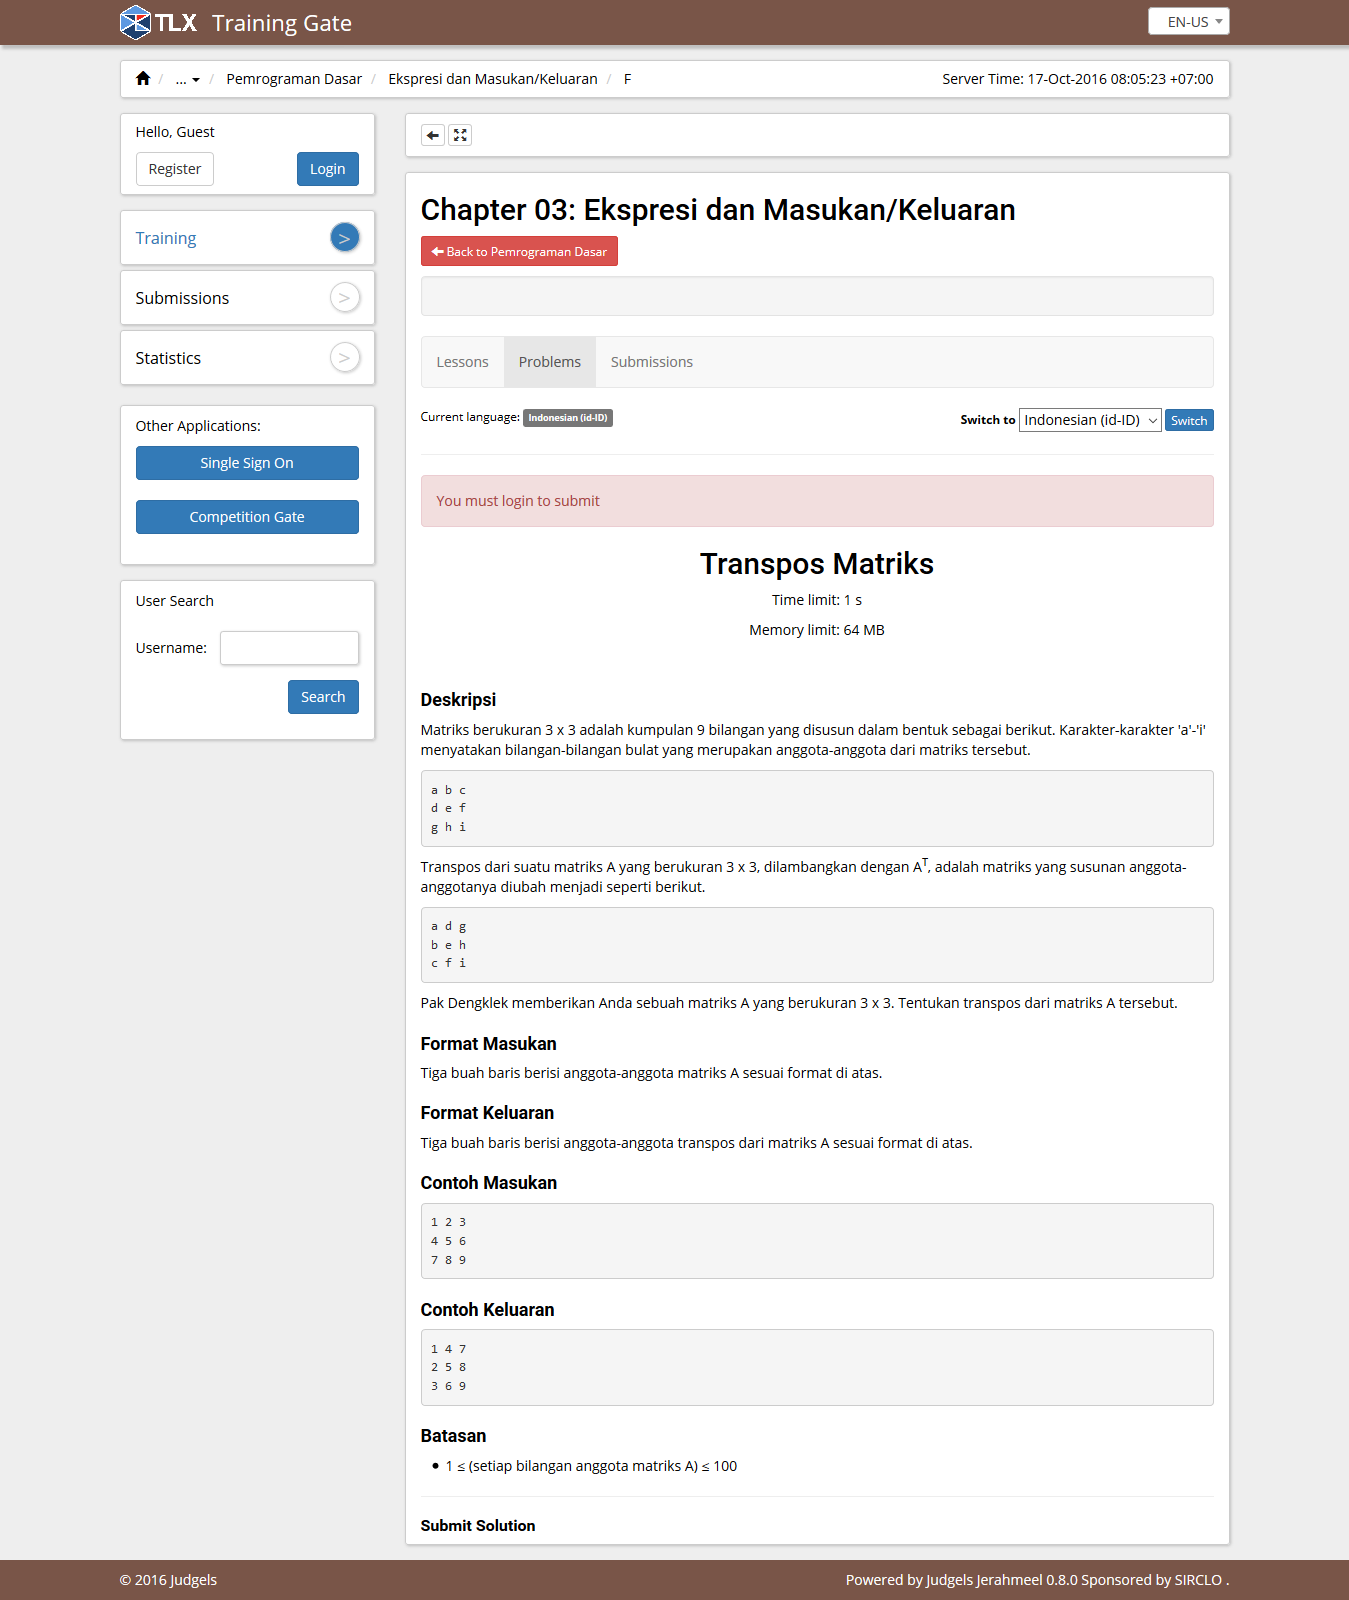 TLX Training Gate EN-US
/ ... / Pemrograman Dasar / Ekspresi dan Masukan/Keluaran / F Server Time: 17-Oct-2016 08:05:23 +07:00
Hello, Guest
Register Login
Training >
Submissions >
Statistics >
Other Applications:
Single Sign On
Competition Gate
User Search
Username:
Search
Chapter 03: Ekspresi dan Masukan/Keluaran
Back to Pemrograman Dasar
Lessons Problems Submissions
Current language: Indonesian (id-ID) Switch to Indonesian (id-ID) Switch
You must login to submit
Transpos Matriks
Time limit: 1 s
Memory limit: 64 MB
Deskripsi
Matriks berukuran 3 x 3 adalah kumpulan 9 bilangan yang disusun dalam bentuk sebagai berikut. Karakter-karakter 'a'-'i'
menyatakan bilangan-bilangan bulat yang merupakan anggota-anggota dari matriks tersebut.
a b c
d e f
g h i
Transpos dari suatu matriks A yang berukuran 3 x 3, dilambangkan dengan Aᵀ, adalah matriks yang susunan anggota-
anggotanya diubah menjadi seperti berikut.
a d g
b e h
c f i
Pak Dengklek memberikan Anda sebuah matriks A yang berukuran 3 x 3. Tentukan transpos dari matriks A tersebut.
Format Masukan
Tiga buah baris berisi anggota-anggota matriks A sesuai format di atas.
Format Keluaran
Tiga buah baris berisi anggota-anggota transpos dari matriks A sesuai format di atas.
Contoh Masukan
1 2 3
4 5 6
7 8 9
Contoh Keluaran
1 4 7
2 5 8
3 6 9
Batasan
• 1 ≤ (setiap bilangan anggota matriks A) ≤ 100
Submit Solution
© 2016 Judgels Powered by Judgels Jerahmeel 0.8.0 Sponsored by SIRCLO .